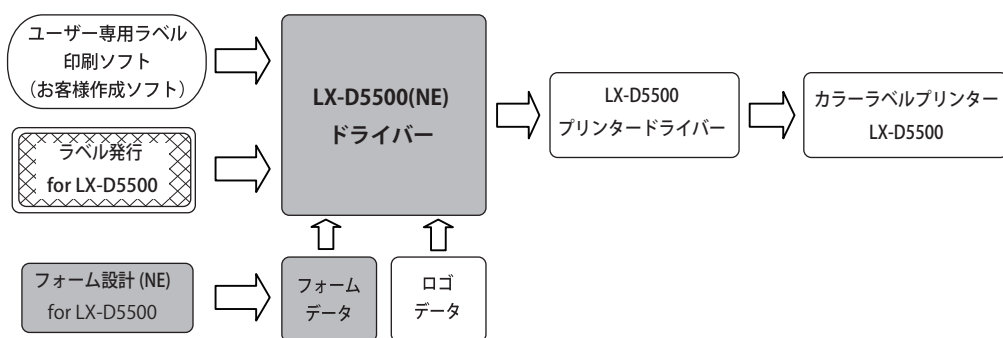 ユーザー専用ラベル
印刷ソフト
（お客様作成ソフト）
ラベル発行
for LX-D5500
LX-D5500(NE)
ドライバー
LX-D5500
プリンタードライバー
カラーラベルプリンター
LX-D5500
フォーム設計 (NE)
for LX-D5500
フォーム
データ
ロゴ
データ